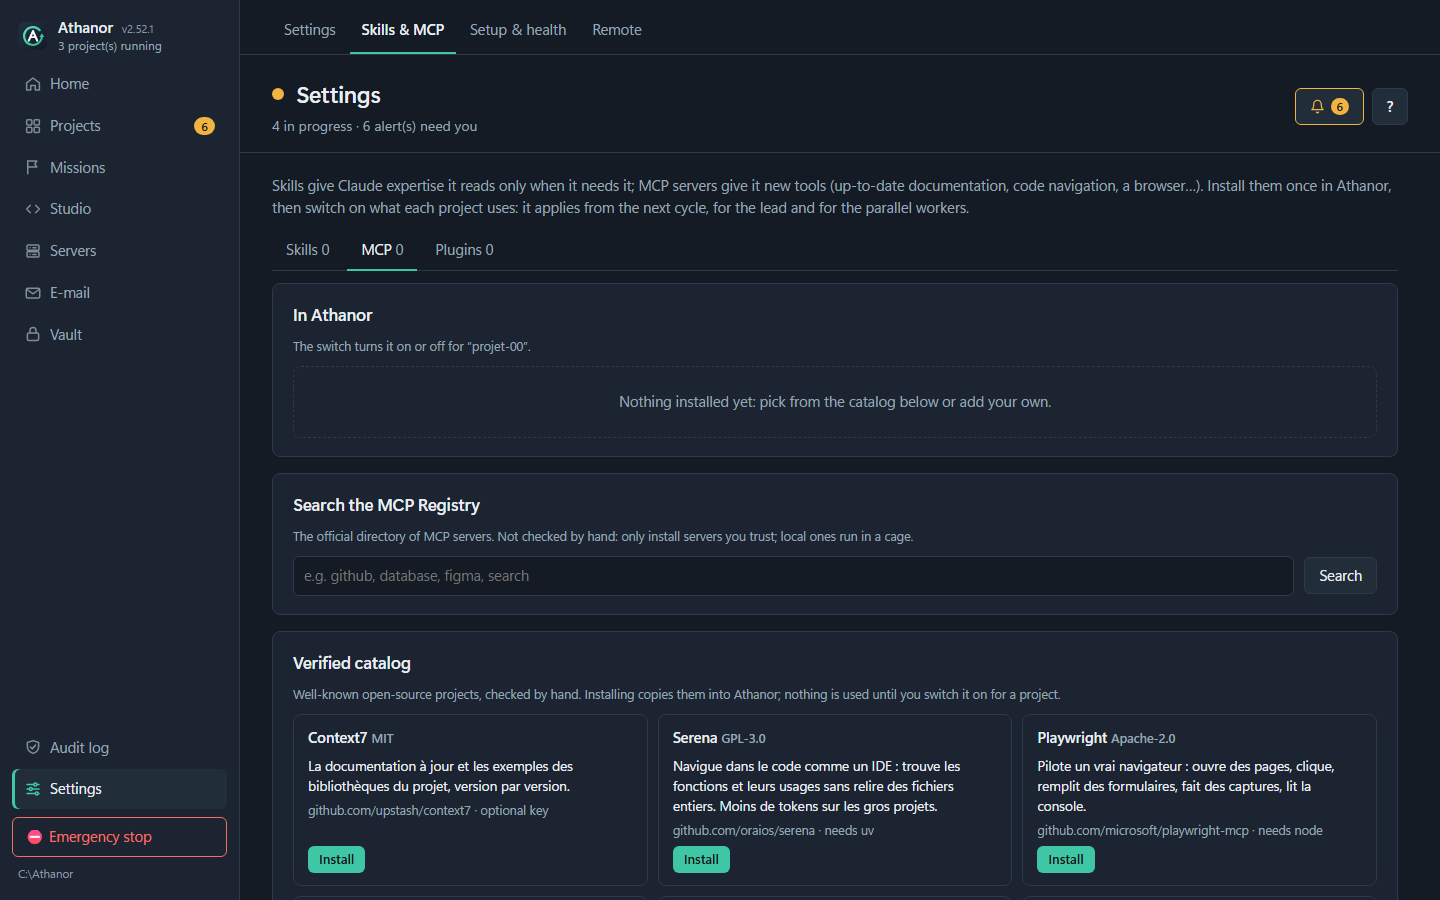 Athanor v2.52.1
3 project(s) running
Home
Projects 6
Missions
Studio
Servers
E-mail
Vault
Audit log
Settings
Emergency stop
C:\Athanor
Settings Skills & MCP Setup & health Remote
Settings
4 in progress · 6 alert(s) need you
6 ?
Skills give Claude expertise it reads only when it needs it; MCP servers give it new tools (up-to-date documentation, code navigation, a browser...). Install them once in Athanor,
then switch on what each project uses: it applies from the next cycle, for the lead and for the parallel workers.
Skills 0 MCP 0 Plugins 0
In Athanor
The switch turns it on or off for "projet-00".
Nothing installed yet: pick from the catalog below or add your own.
Search the MCP Registry
The official directory of MCP servers. Not checked by hand: only install servers you trust; local ones run in a cage.
e.g. github, database, figma, search
Search
Verified catalog
Well-known open-source projects, checked by hand. Installing copies them into Athanor; nothing is used until you switch it on for a project.
Context7 MIT
La documentation à jour et les exemples des
bibliothèques du projet, version par version.
github.com/upstash/context7 · optional key
Install
Serena GPL-3.0
Navigue dans le code comme un IDE : trouve les
fonctions et leurs usages sans relire des fichiers
entiers. Moins de tokens sur les gros projets.
github.com/oraios/serena · needs uv
Install
Playwright Apache-2.0
Pilote un vrai navigateur : ouvre des pages, clique,
remplit des formulaires, fait des captures, lit la
console.
github.com/microsoft/playwright-mcp · needs node
Install